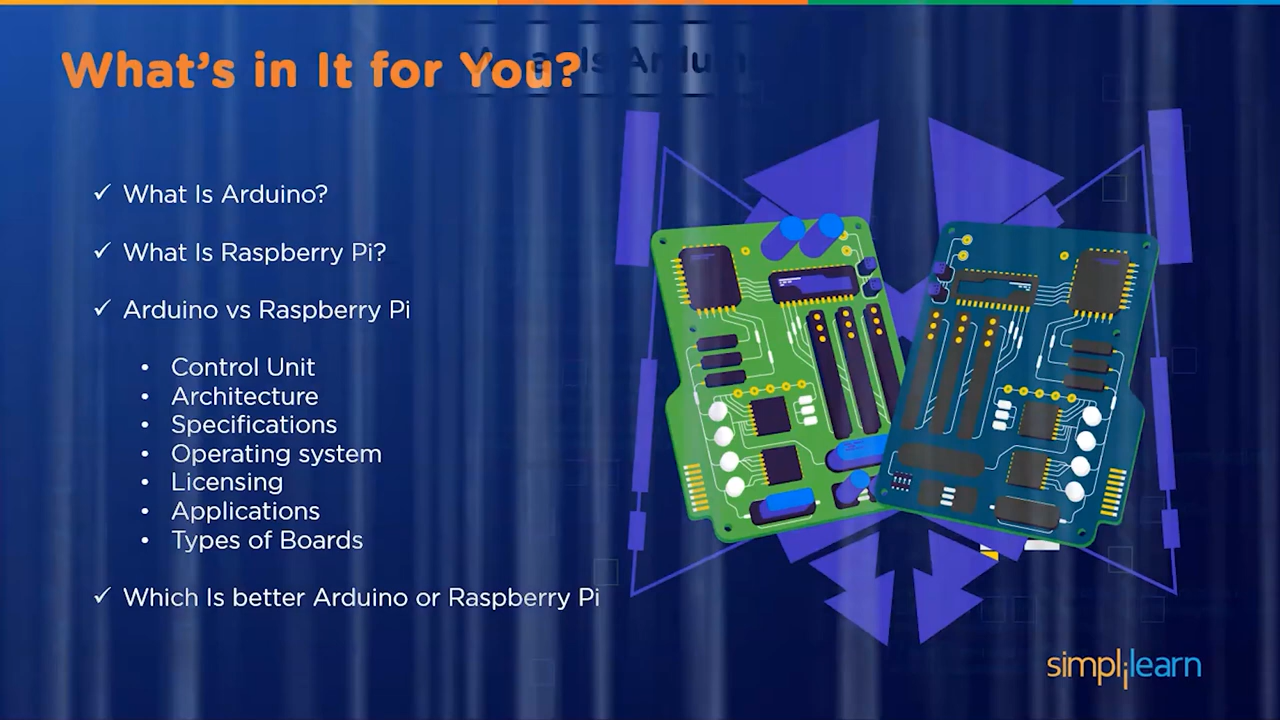 What's in It for You?
✓ What Is Arduino?
✓ What Is Raspberry Pi?
✓ Arduino vs Raspberry Pi
• Control Unit
• Architecture
• Specifications
• Operating system
• Licensing
• Applications
• Types of Boards
✓ Which Is better Arduino or Raspberry Pi
simplilearn